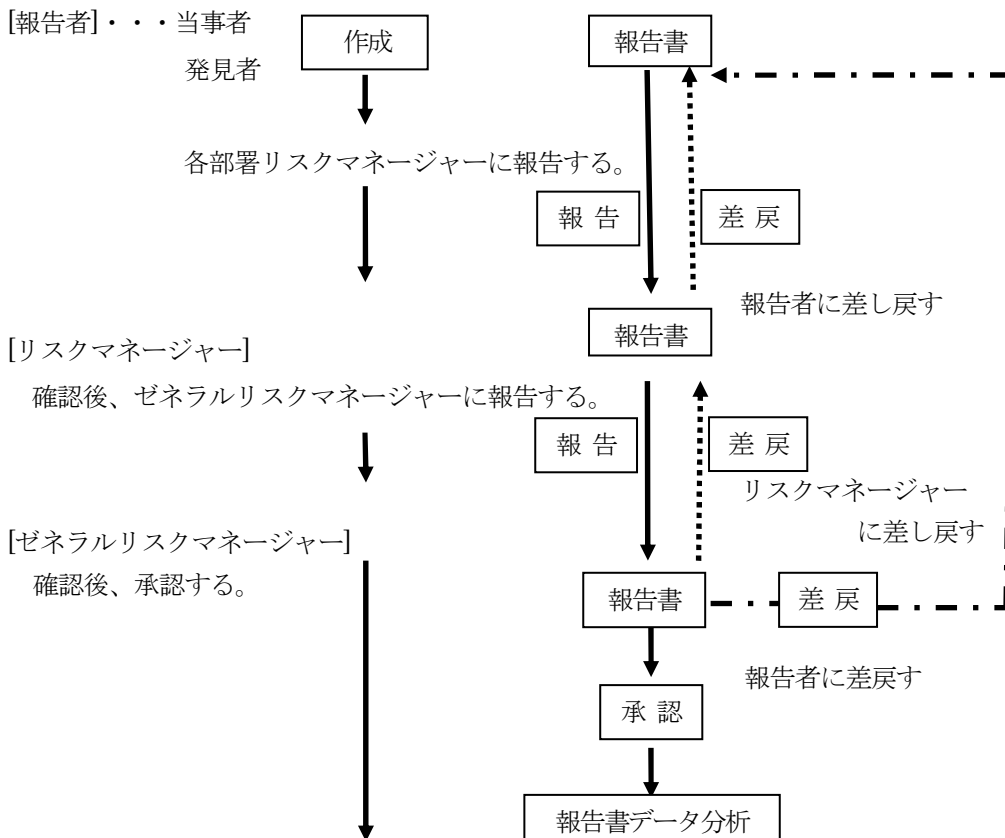 [報告者]・・・当事者
発見者
作成
報告書
各部署リスクマネージャーに報告する。
報 告
差 戻
報告者に差し戻す
報告書
[リスクマネージャー]
確認後、ゼネラルリスクマネージャーに報告する。
報 告
差 戻
リスクマネージャー
に差し戻す
[ゼネラルリスクマネージャー]
確認後、承認する。
報告書
差 戻
報告者に差戻す
承 認
報告書データ分析